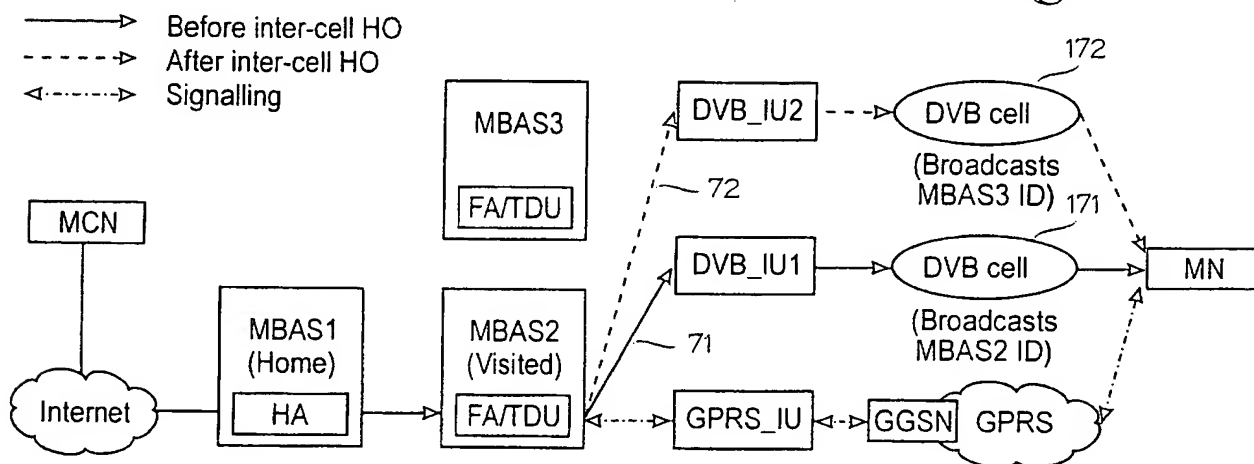 Before inter-cell HO
After inter-cell HO
Signalling
172
MBAS3
FA/TDU
DVB_IU2
DVB cell
(Broadcasts
MBAS3 ID)
72
171
MCN
DVB_IU1
DVB cell
MN
(Broadcasts
MBAS2 ID)
MBAS1
(Home)
HA
MBAS2
(Visited)
FA/TDU
71
Internet
GPRS_IU
GGSN
GPRS